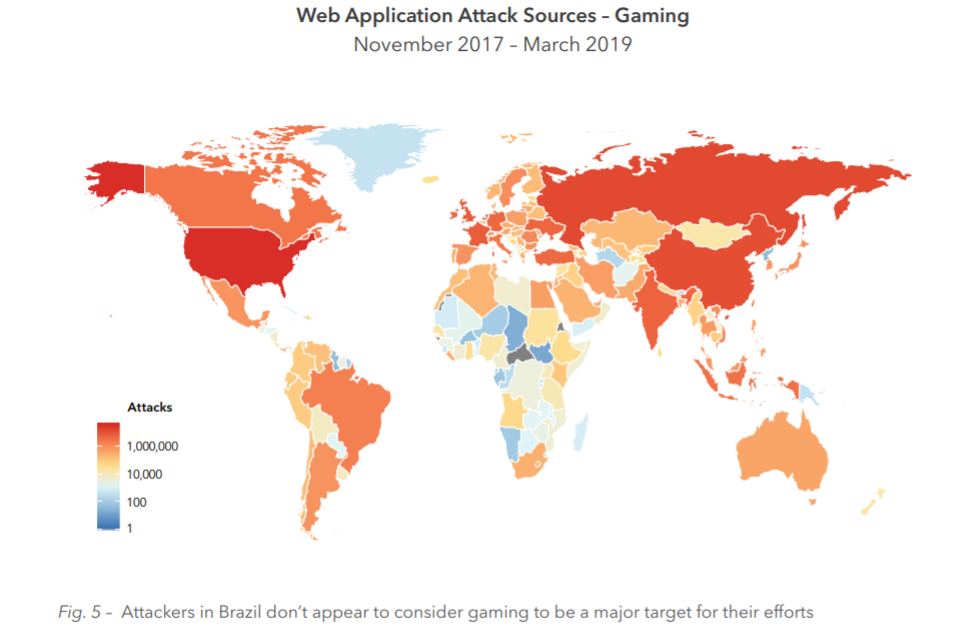 Web Application Attack Sources – Gaming
November 2017 – March 2019
Attacks
1,000,000
10,000
100
1
Fig. 5 – Attackers in Brazil don’t appear to consider gaming to be a major target for their efforts